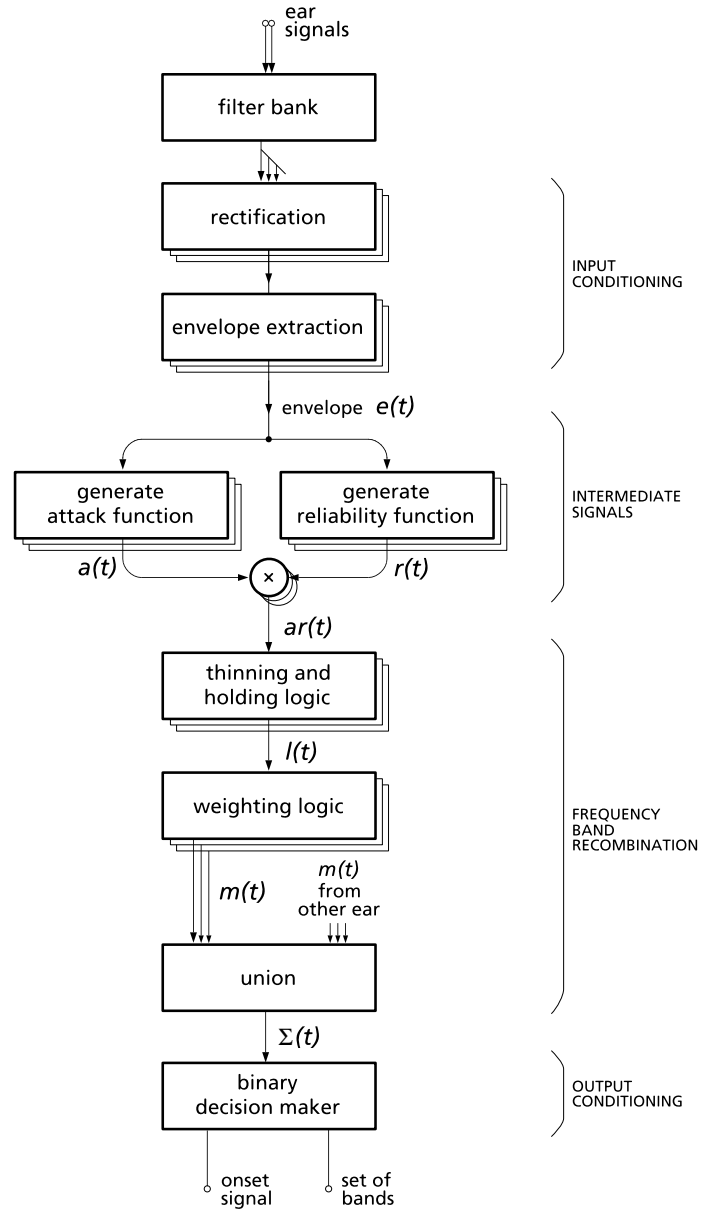 ear
signals
filter bank
rectification
INPUT
CONDITIONING
envelope extraction
envelope e(t)
generate
attack function
generate
reliability function
INTERMEDIATE
SIGNALS
a(t)
×
r(t)
ar(t)
thinning and
holding logic
l(t)
weighting logic
FREQUENCY
BAND
RECOMBINATION
m(t)
m(t)
from
other ear
union
Σ(t)
binary
decision maker
OUTPUT
CONDITIONING
onset
signal
set of
bands